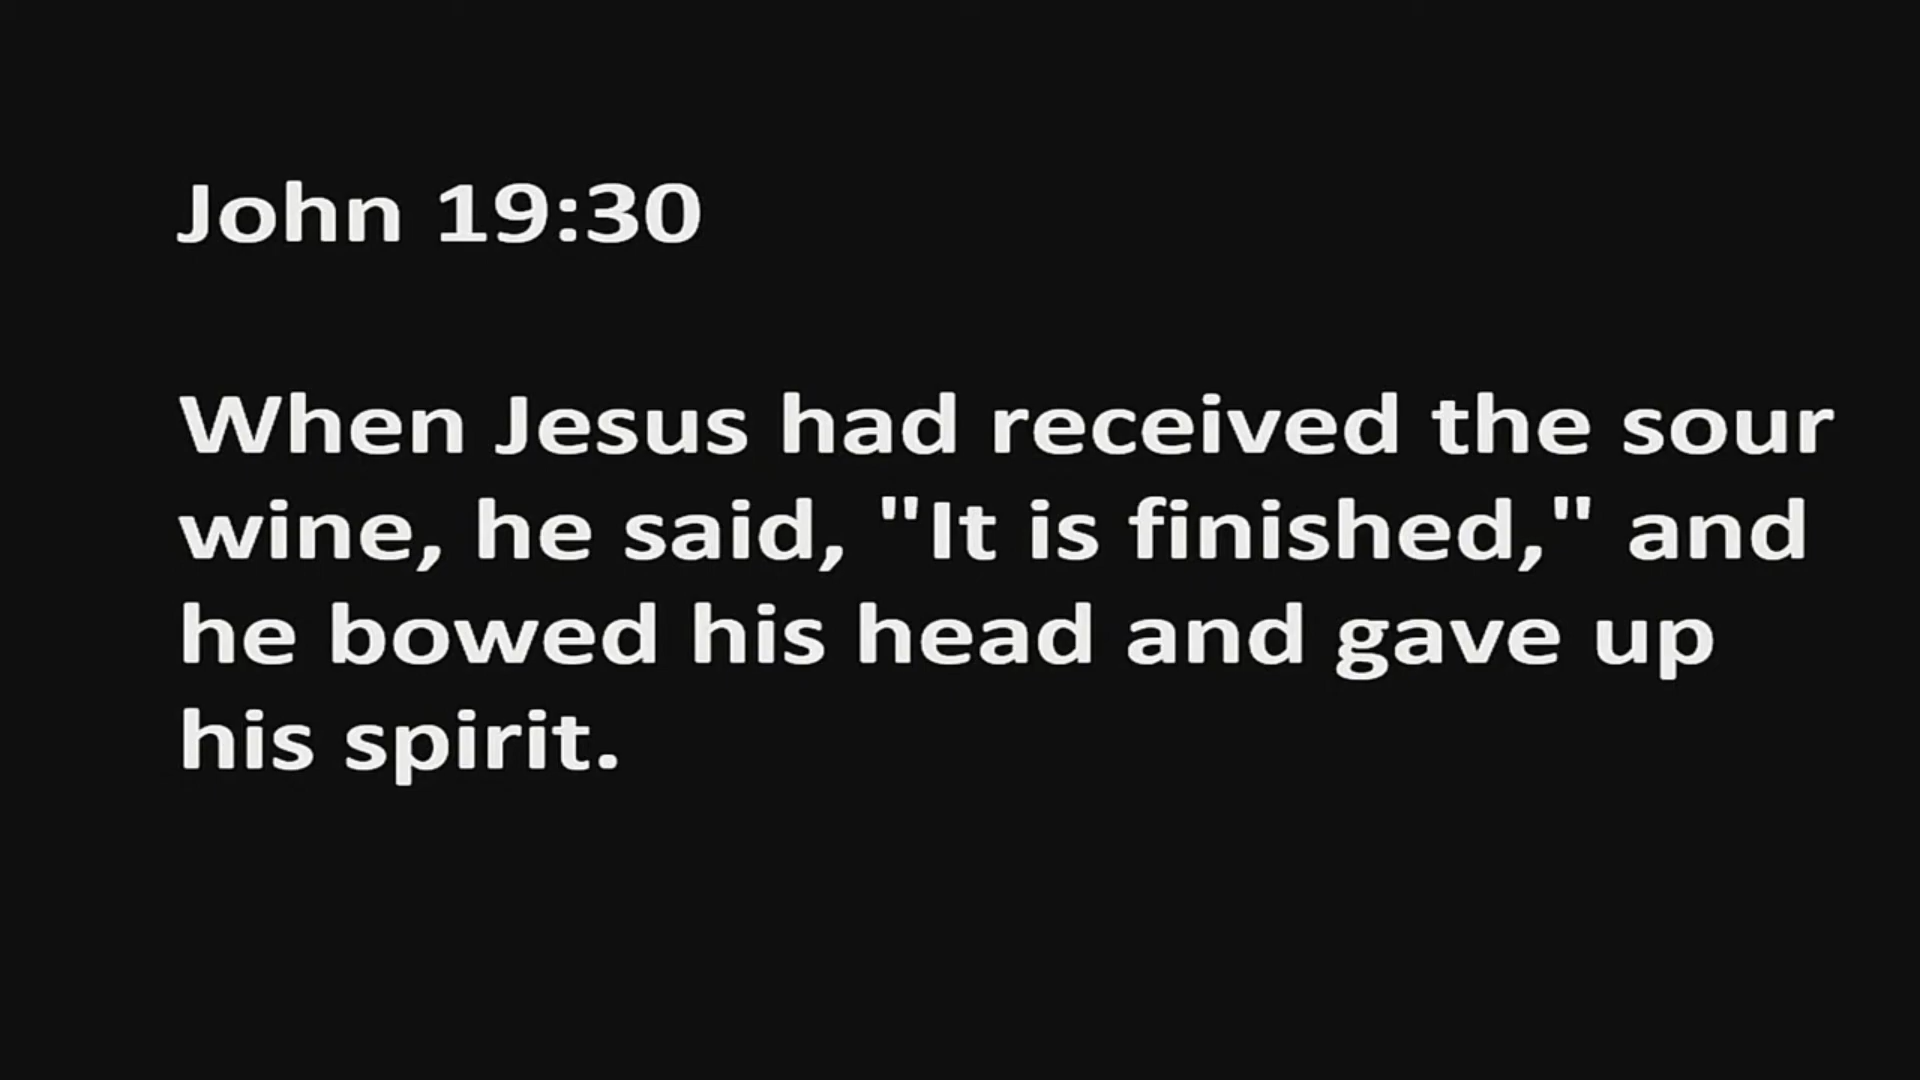 John 19:30
When Jesus had received the sour
wine, he said, "It is finished," and
he bowed his head and gave up
his spirit.